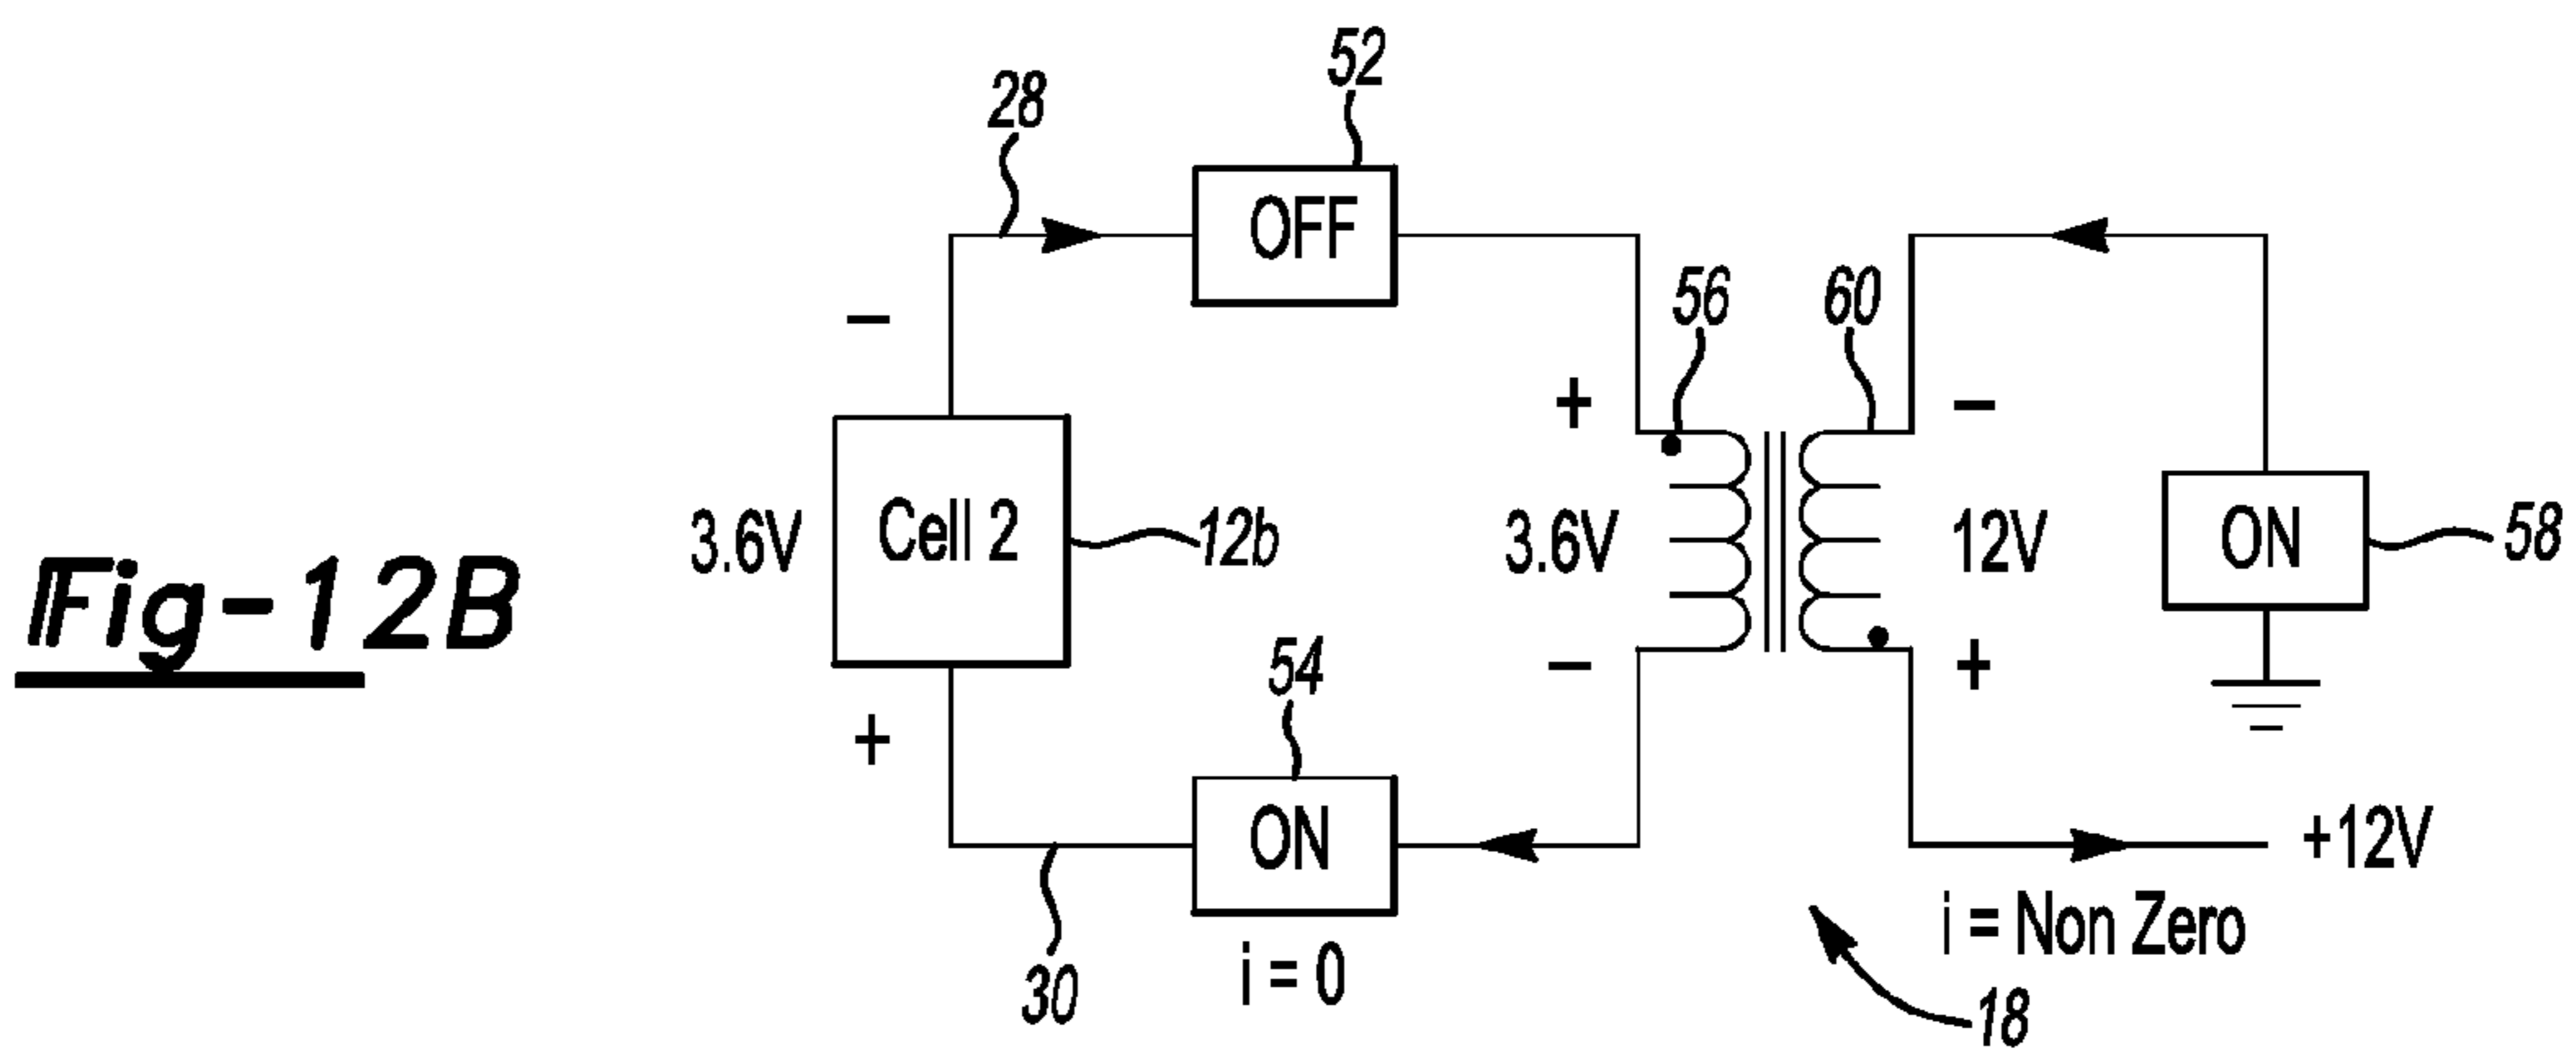 52
28
OFF
56
60
−
+
−
3.6V
Cell 2
12b
3.6V
12V
ON
58
Fig-12B
54
−
+
+
ON
+12V
i = Non Zero
i = 0
30
18